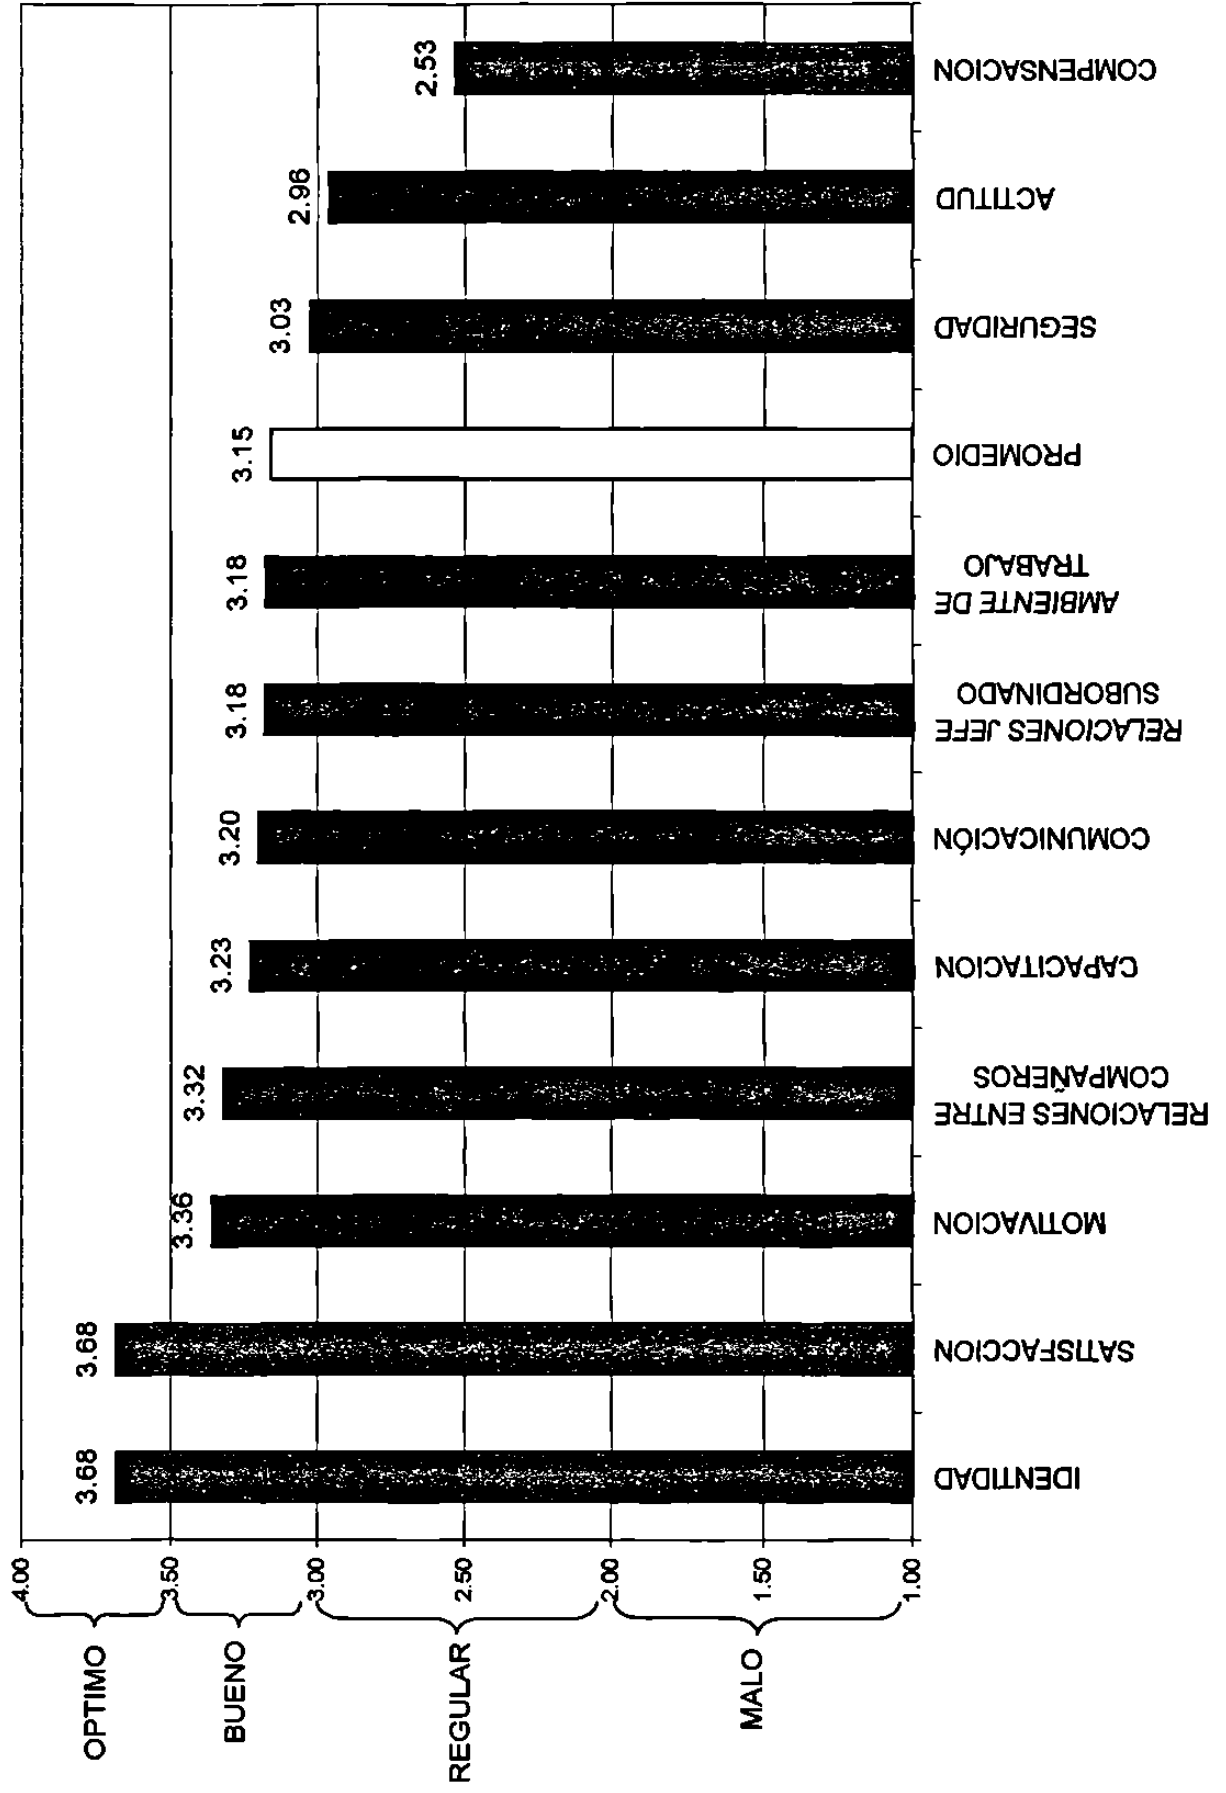 4.00
3.50
3.00
2.50
2.00
1.50
1.00
OPTIMO
BUENO
REGULAR
MALO
3.68
3.68
3.36
3.32
3.23
3.20
3.18
3.18
3.15
3.03
2.96
2.53
IDENTIDAD
SATISFACCION
MOTIVACION
RELACIONES ENTRE
COMPAÑEROS
CAPACITACION
COMUNICACIÓN
RELACIONES JEFE
SUBORDINADO
AMBIENTE DE
TRABAJO
PROMEDIO
SEGURIDAD
ACTITUD
COMPENSACION